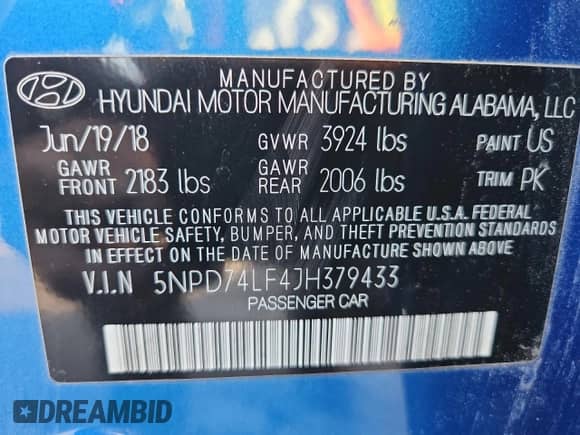 MANUFACTURED BY
HYUNDAI MOTOR MANUFACTURING ALABAMA, LLC
Jun/19/18 GVWR 3924 lbs PAINT US
GAWR FRONT 2183 lbs GAWR REAR 2006 lbs TRIM PK
THIS VEHICLE CONFORMS TO ALL APPLICABLE U.S.A. FEDERAL
MOTOR VEHICLE SAFETY, BUMPER, AND THEFT PREVENTION STANDARDS
IN EFFECT ON THE DATE OF MANUFACTURE SHOWN ABOVE.
V.I.N 5NPD74LF4JH379433
PASSENGER CAR
DREAMBID